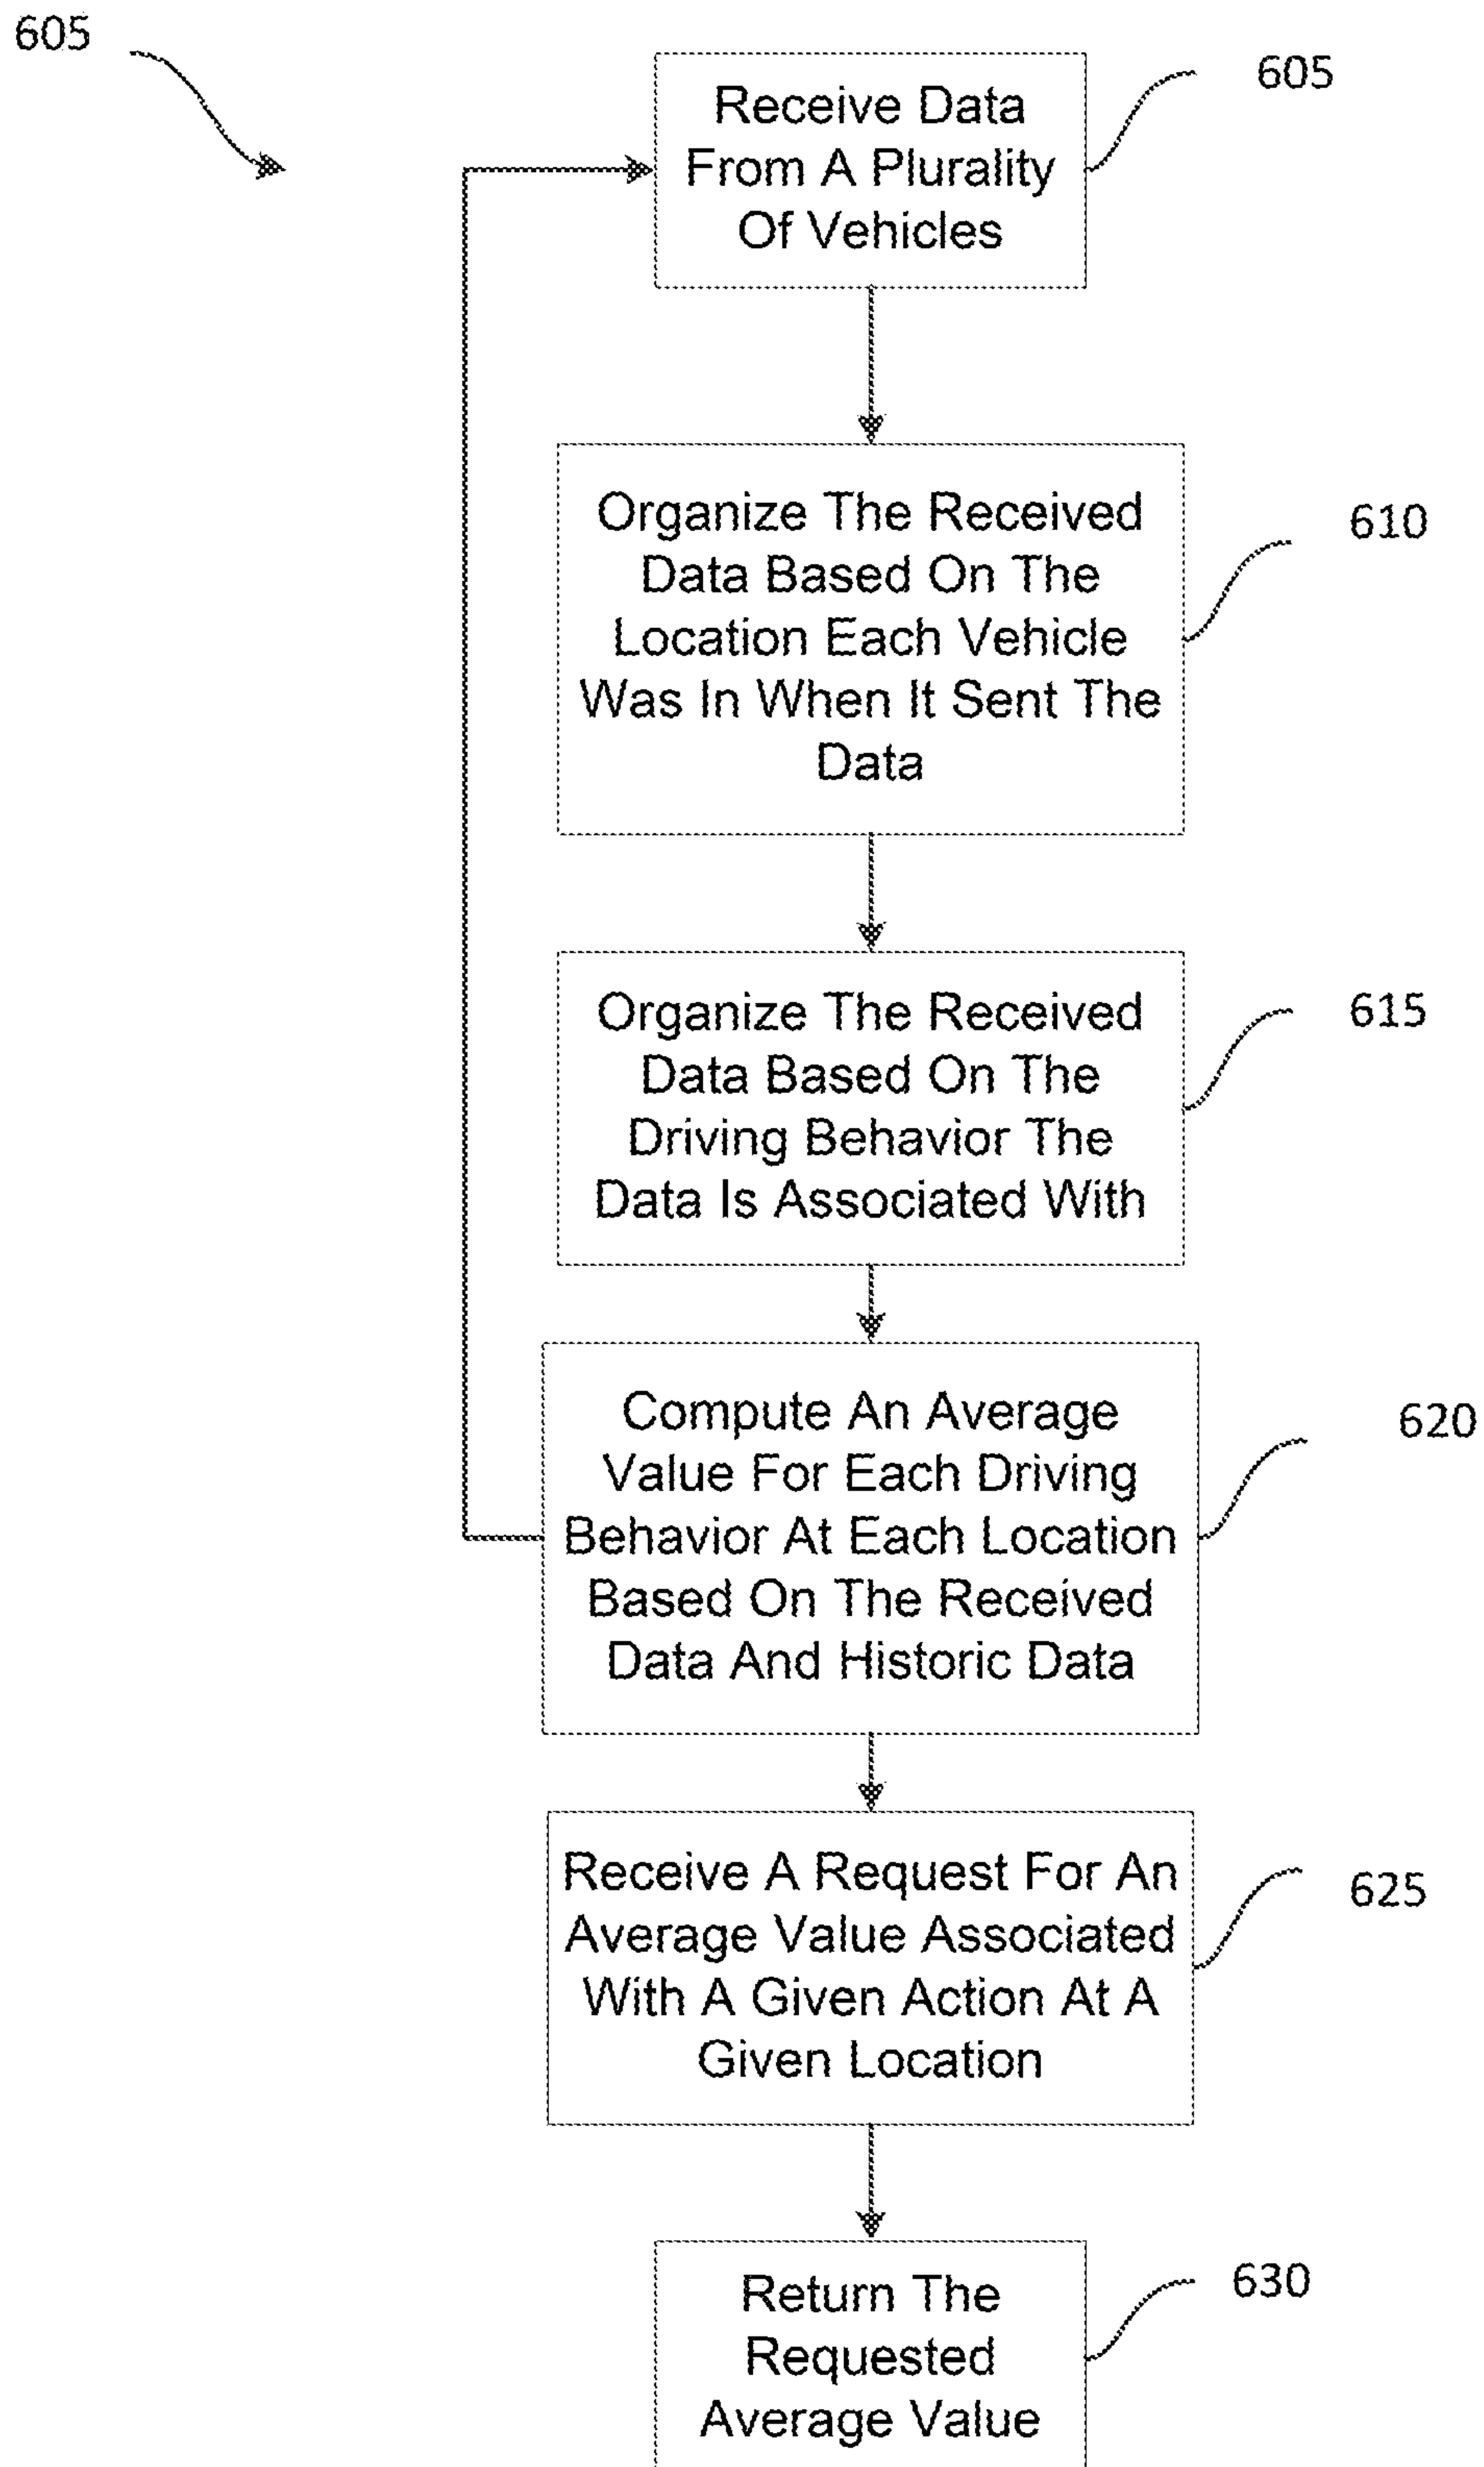 605
605
Receive Data
From A Plurality
Of Vehicles
Organize The Received
Data Based On The
Location Each Vehicle
Was In When It Sent The
Data
610
Organize The Received
Data Based On The
Driving Behavior The
Data Is Associated With
615
Compute An Average
Value For Each Driving
Behavior At Each Location
Based On The Received
Data And Historic Data
620
Receive A Request For An
Average Value Associated
With A Given Action At A
Given Location
625
Return The
Requested
Average Value
630